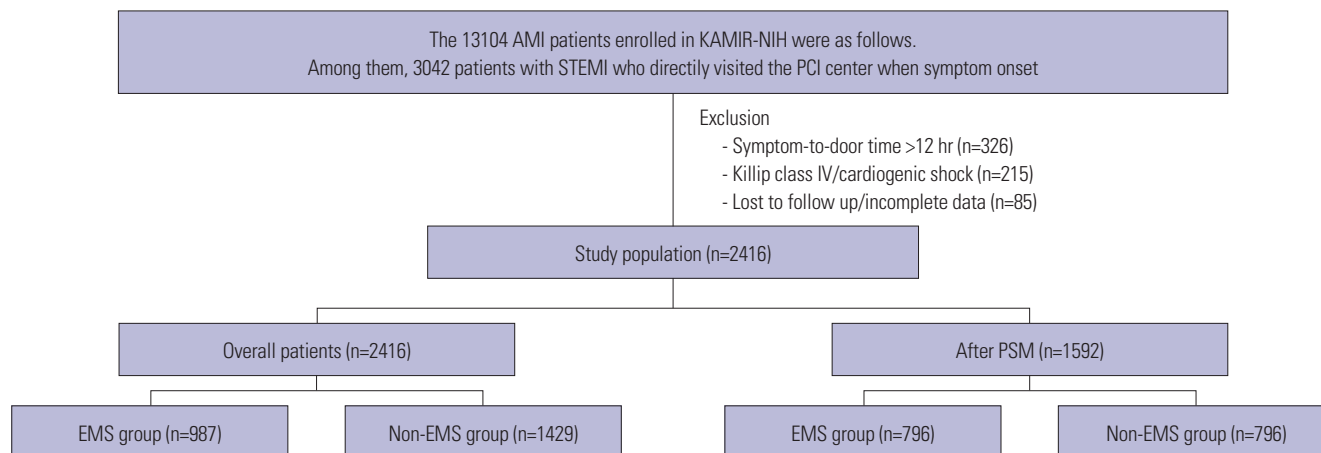 The 13104 AMI patients enrolled in KAMIR-NIH were as follows.
Among them, 3042 patients with STEMI who directily visited the PCI center when symptom onset
Exclusion
- Symptom-to-door time >12 hr (n=326)
- Killip class IV/cardiogenic shock (n=215)
- Lost to follow up/incomplete data (n=85)
Study population (n=2416)
Overall patients (n=2416)
After PSM (n=1592)
EMS group (n=987)
Non-EMS group (n=1429)
EMS group (n=796)
Non-EMS group (n=796)